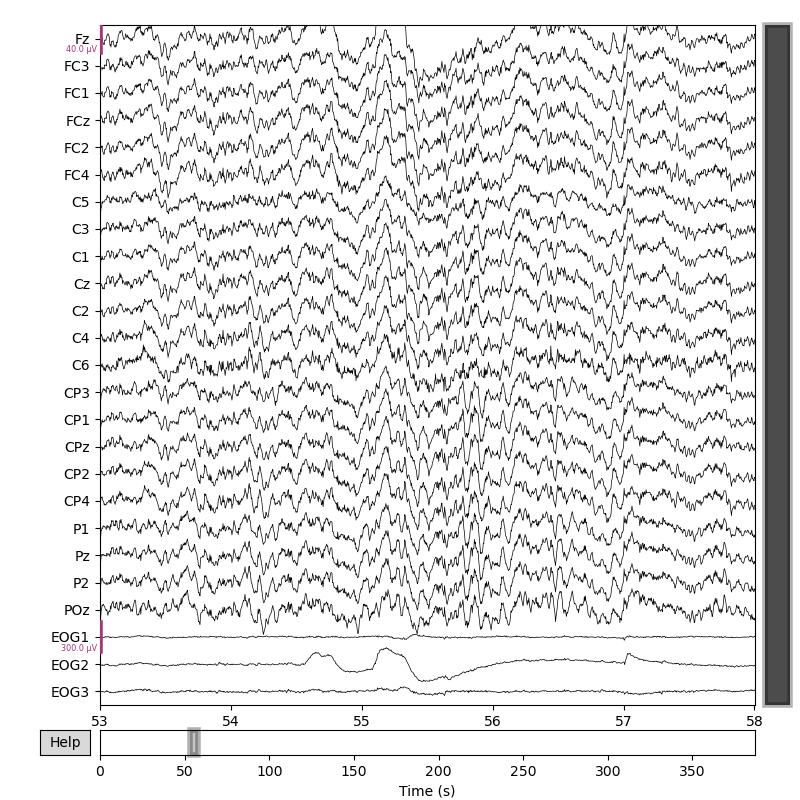 Fz
40.0 µV
FC3
FC1
FCz
FC2
FC4
C5
C3
C1
Cz
C2
C4
C6
CP3
CP1
CPz
CP2
CP4
P1
Pz
P2
POz
EOG1
300.0 µV
EOG2
EOG3
53 54 55 56 57 58
Help
0 50 100 150 200 250 300 350
Time (s)